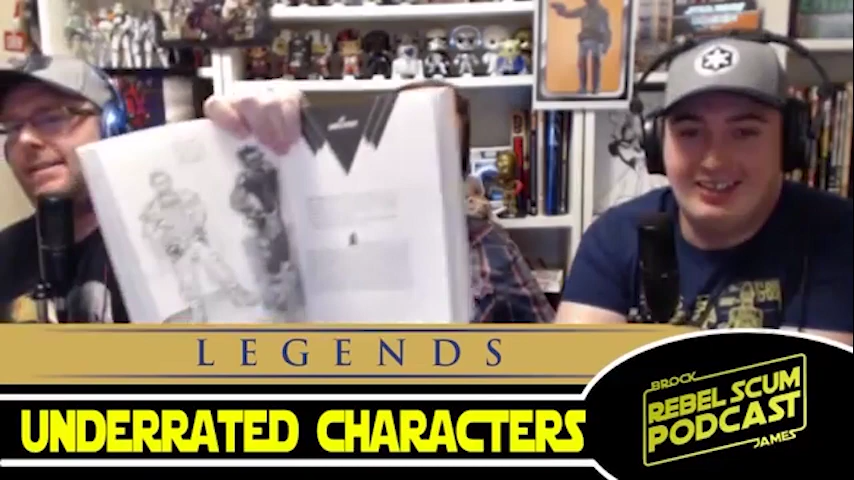 LEGENDS
UNDERRATED CHARACTERS
BROCK
REBEL SCUM
PODCAST
JAMES